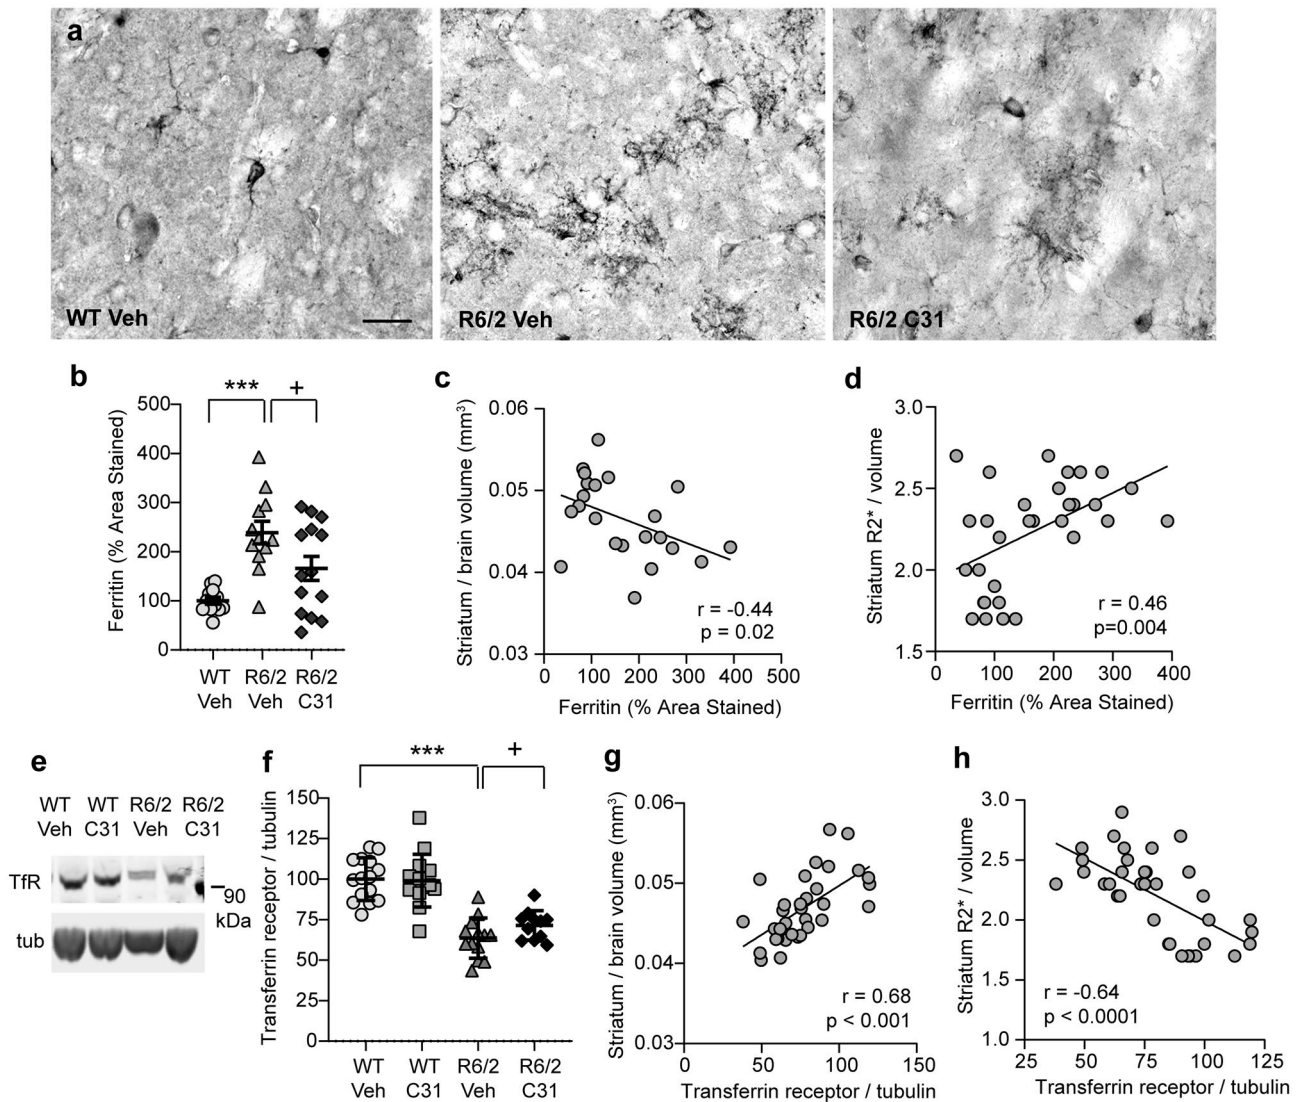 a
WT Veh
R6/2 Veh
R6/2 C31
b
Ferritin (% Area Stained)
500
400
300
200
100
0
***
+
WT
Veh
R6/2
Veh
R6/2
C31
c
Striatum / brain volume (mm³)
0.06
0.05
0.04
0.03
r = -0.44
p = 0.02
0 100 200 300 400 500
Ferritin (% Area Stained)
d
Striatum R2* / volume
3.0
2.5
2.0
1.5
r = 0.46
p=0.004
0 100 200 300 400
Ferritin (% Area Stained)
e
WT
Veh
WT
C31
R6/2
Veh
R6/2
C31
TfR
tub
90
kDa
f
Transferrin receptor / tubulin
150
125
100
75
50
25
0
***
+
WT
Veh
WT
C31
R6/2
Veh
R6/2
C31
g
Striatum / brain volume (mm³)
0.06
0.05
0.04
0.03
r = 0.68
p < 0.001
0 50 100 150
Transferrin receptor / tubulin
h
Striatum R2* / volume
3.0
2.5
2.0
1.5
1.0
r = -0.64
p < 0.0001
25 50 75 100 125
Transferrin receptor / tubulin